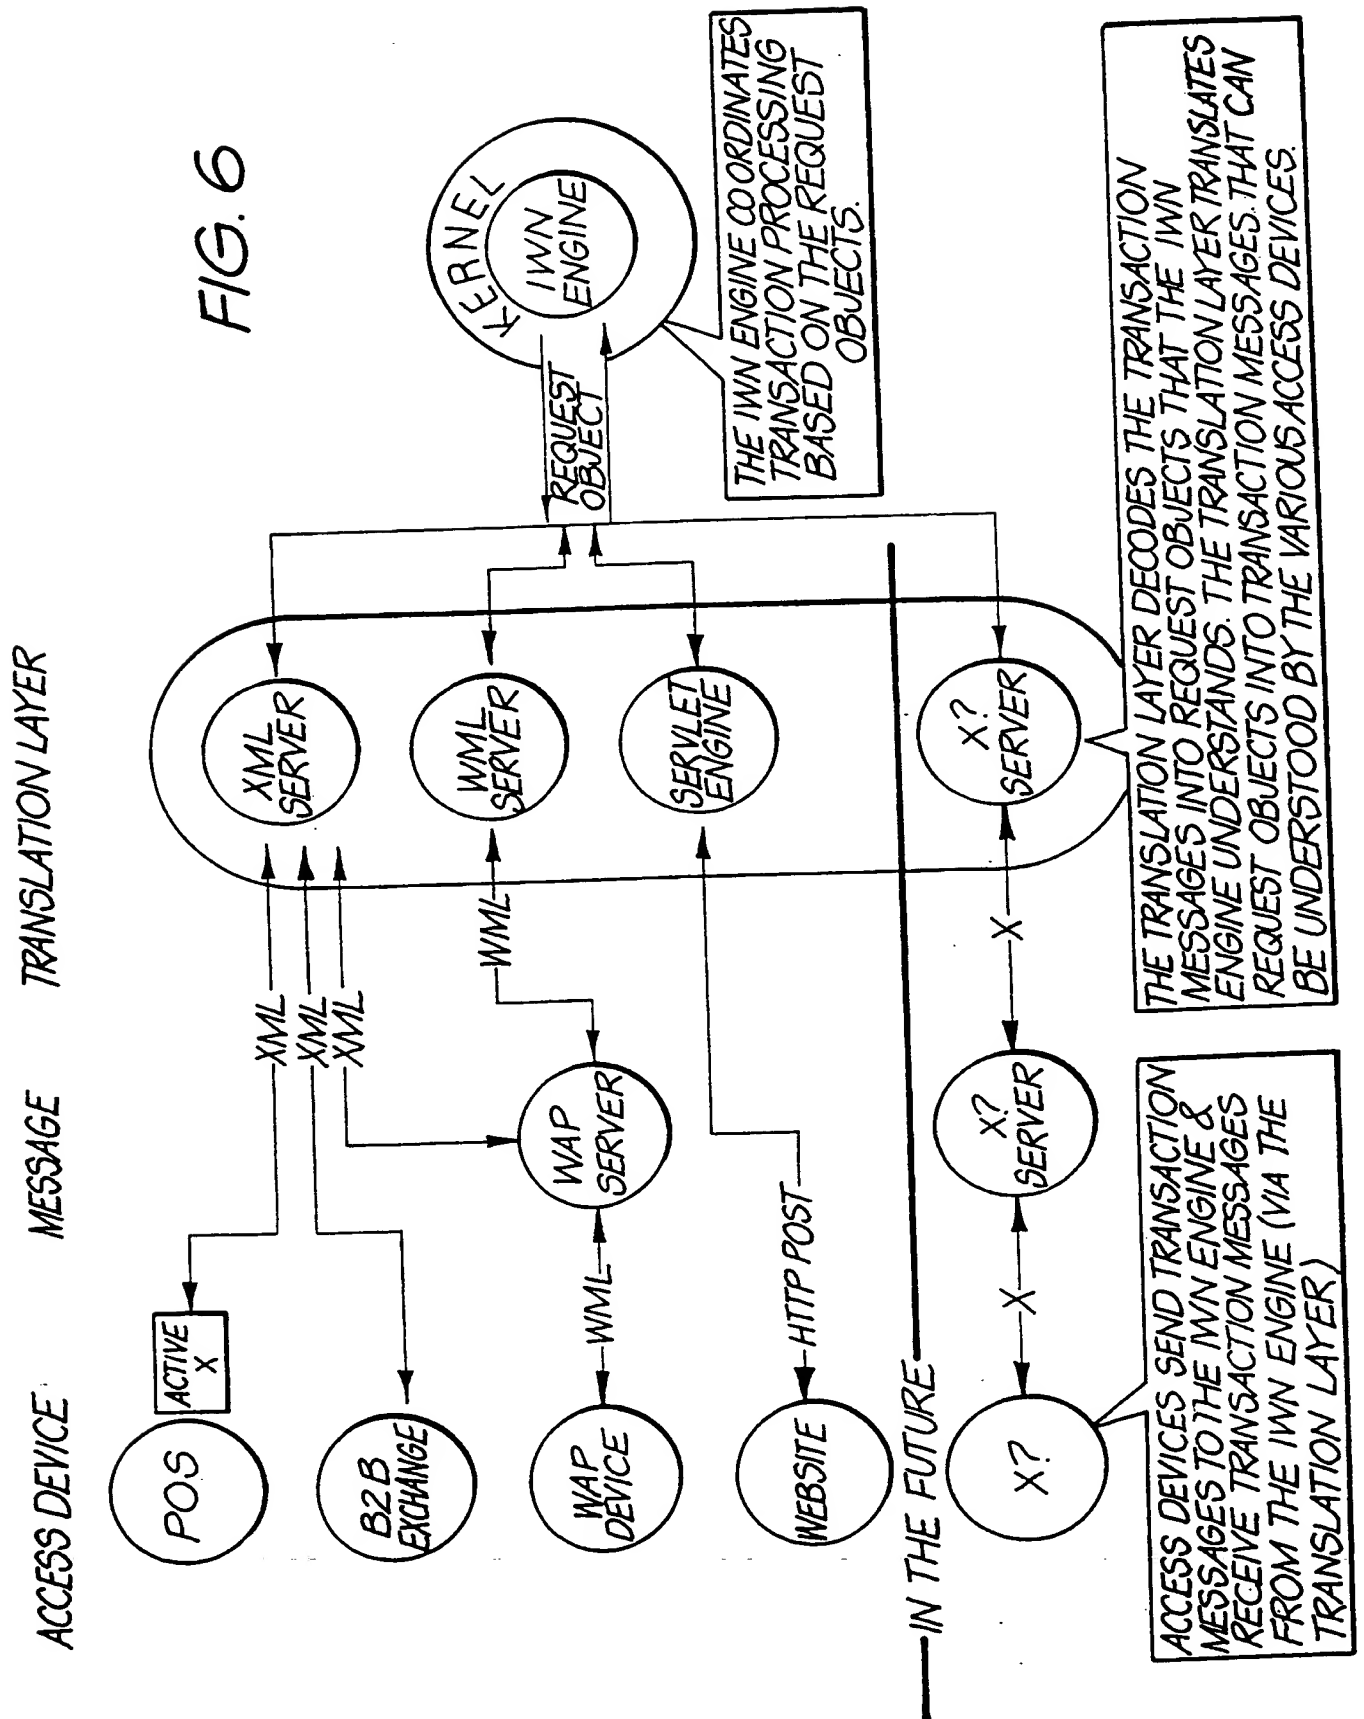 FIG. 6
ACCESS DEVICE
MESSAGE
TRANSLATION LAYER
POS
ACTIVE
X
XML
XML
XML
XML
SERVER
B2B
EXCHANGE
WAP
DEVICE
WML
WAP
SERVER
WML
WML
SERVER
WEBSITE
HTTP POST
SERVLET
ENGINE
REQUEST
OBJECT
KERNEL
IWN
ENGINE
THE IWN ENGINE CO ORDINATES
TRANSACTION PROCESSING
BASED ON THE REQUEST
OBJECTS.
IN THE FUTURE
X?
X
X?
SERVER
X
X?
SERVER
ACCESS DEVICES SEND TRANSACTION
MESSAGES TO THE IWN ENGINE &
RECEIVE TRANSACTION MESSAGES
FROM THE IWN ENGINE (VIA THE
TRANSLATION LAYER)
THE TRANSLATION LAYER DECODES THE TRANSACTION
MESSAGES INTO REQUEST OBJECTS THAT THE IWN
ENGINE UNDERSTANDS. THE TRANSLATION LAYER TRANSLATES
REQUEST OBJECTS INTO TRANSACTION MESSAGES THAT CAN
BE UNDERSTOOD BY THE VARIOUS ACCESS DEVICES.